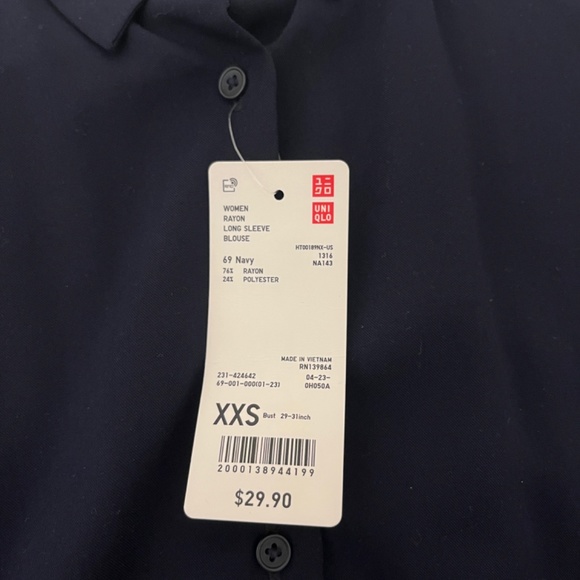 ユニ
クロ
UNI
QLO
WOMEN
RAYON
LONG SLEEVE
BLOUSE
HT00189NX-US
1316
NA143
69 Navy
76% RAYON
24% POLYESTER
MADE IN VIETNAM
RN139864
231-424642
04-23-
69-001-000(01-23)
0H050A
XXS Bust 29-31inch
2000138944199
$29.90